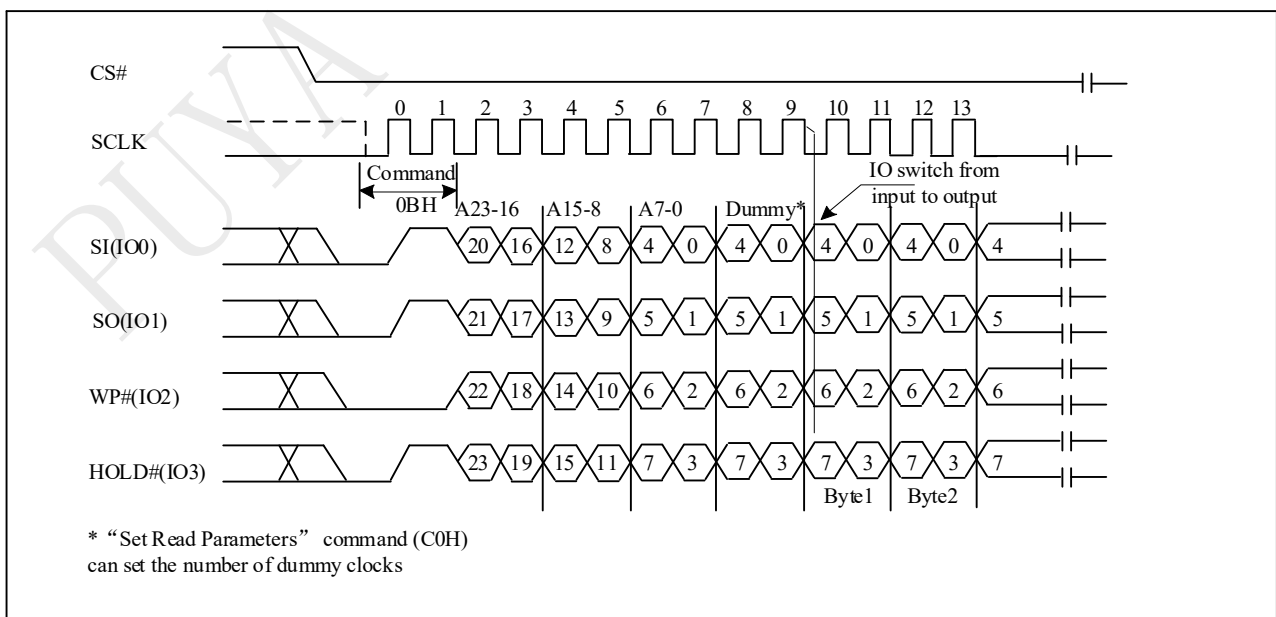 PUYA
CS#
0 1 2 3 4 5 6 7 8 9 10 11 12 13
SCLK
Command
IO switch from
input to output
0BH
A23-16 A15-8 A7-0 Dummy*
SI(IO0) 20 16 12 8 4 0 4 0 4 0 4 0 4
SO(IO1) 21 17 13 9 5 1 5 1 5 1 5 1 5
WP#(IO2) 22 18 14 10 6 2 6 2 6 2 6 2 6
HOLD#(IO3) 23 19 15 11 7 3 7 3 7 3 7 3 7
Byte1 Byte2
* “Set Read Parameters” command (C0H)
can set the number of dummy clocks